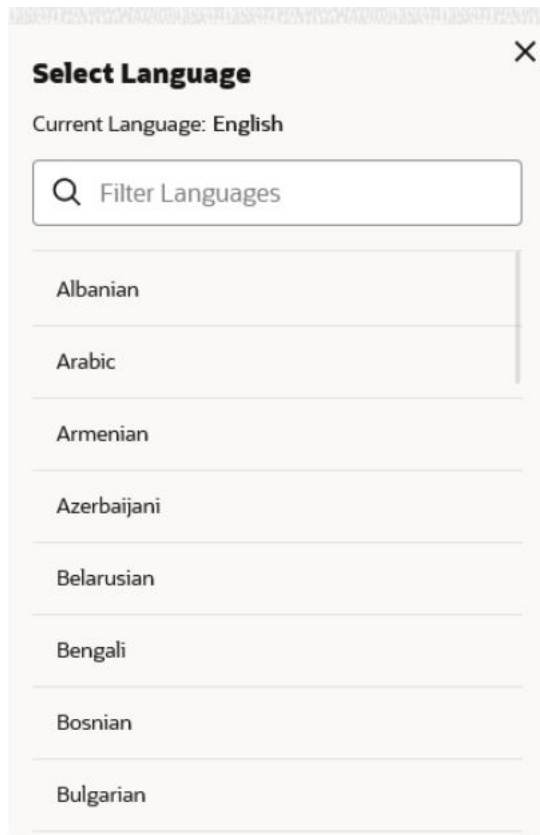 Select Language
Current Language: English
Filter Languages
Albanian
Arabic
Armenian
Azerbaijani
Belarusian
Bengali
Bosnian
Bulgarian